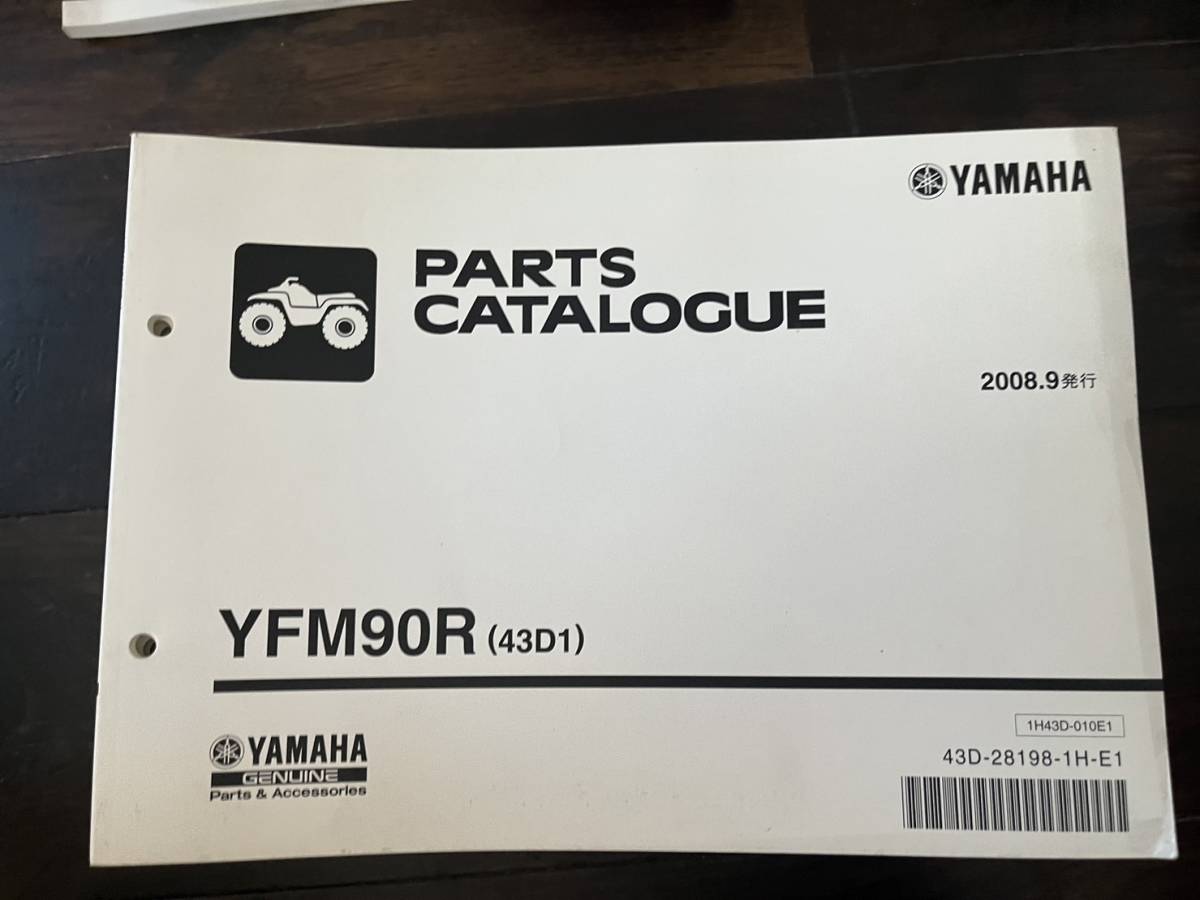 YAMAHA
PARTS
CATALOGUE
2008.9発行
YFM90R (43D1)
1H43D-010E1
43D-28198-1H-E1
YAMAHA
GENUINE
Parts & Accessories